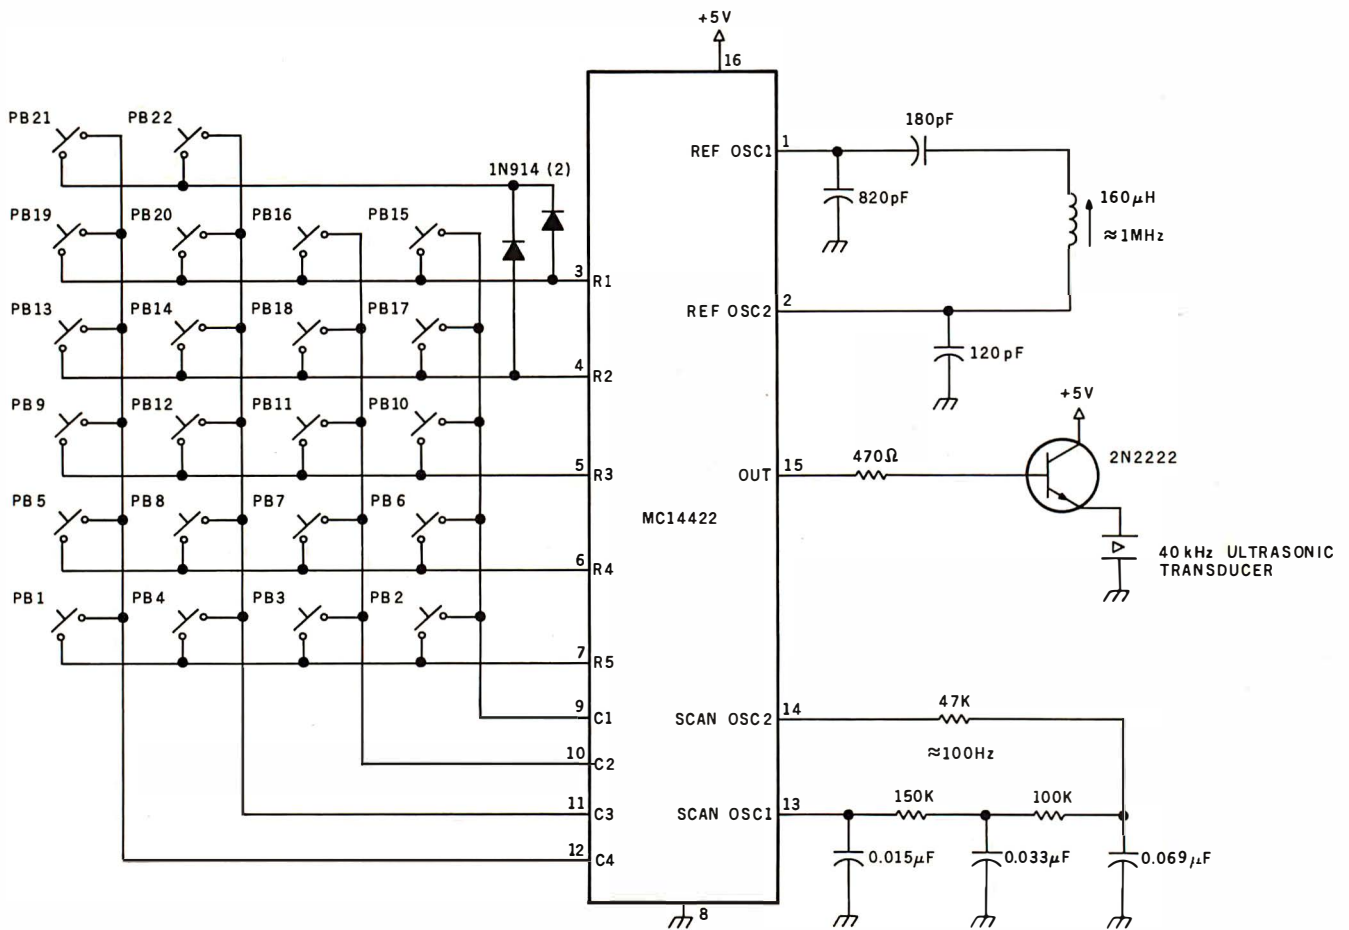 +5V
16
PB21
PB22
180pF
1
REF OSC1
1N914 (2)
820pF
160μH
≈1MHz
PB19
PB20
PB16
PB15
3
R1
2
REF OSC2
PB13
PB14
PB18
PB17
120pF
4
R2
+5V
PB9
PB12
PB11
PB10
470Ω
2N2222
5
R3
OUT
15
PB5
PB8
PB7
PB6
MC14422
40kHz ULTRASONIC
TRANSDUCER
6
R4
PB1
PB4
PB3
PB2
7
R5
47K
9
C1
SCAN OSC2
14
≈100Hz
10
C2
150K
100K
11
C3
SCAN OSC1
13
12
C4
0.015μF
0.033μF
0.069μF
8